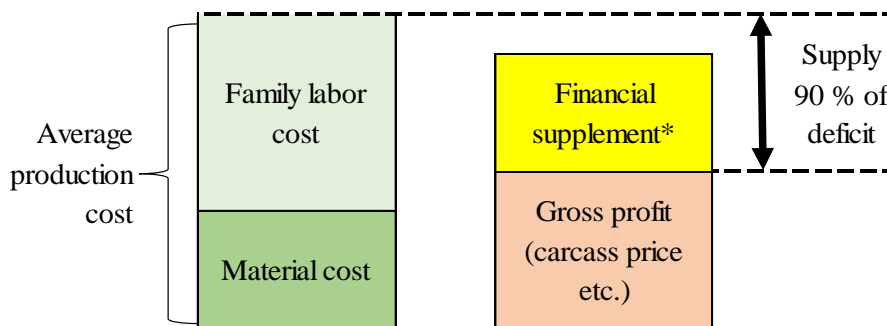 Average
production
cost
Family labor
cost
Material cost
Financial
supplement*
Gross profit
(carcass price
etc.)
Supply
90 % of
deficit